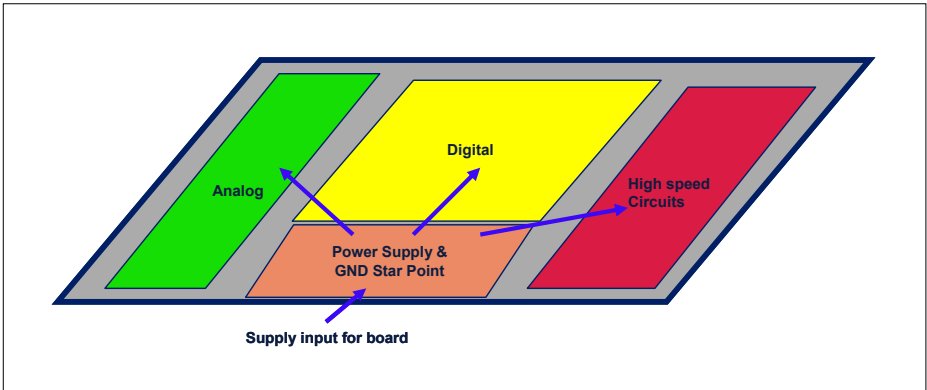 Digital
Analog
High speed
Circuits
Power Supply &
GND Star Point
Supply input for board